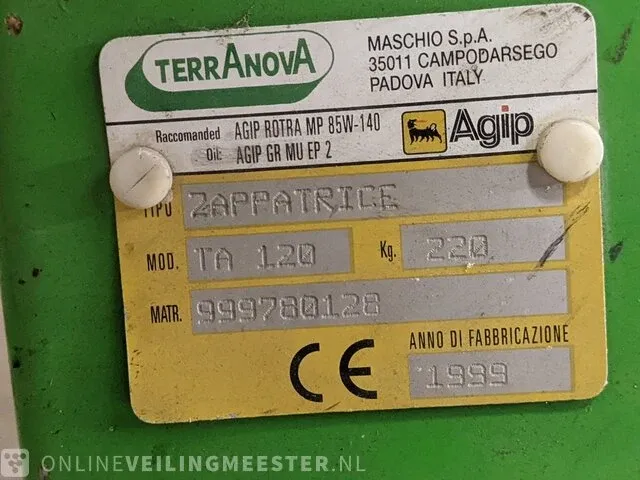 TERRANOVA
MASCHIO S.p.A.
35011 CAMPODARSEGO
PADOVA ITALY
Raccomanded AGIP ROTRA MP 85W-140
Oil: AGIP GR MU EP 2
Agip
TIPO ZAPPATRICE
MOD. TA 120 Kg. 220
MATR. 999780128
ANNO DI FABBRICAZIONE
CE 1999
ONLINEVEILINGMEESTER.NL